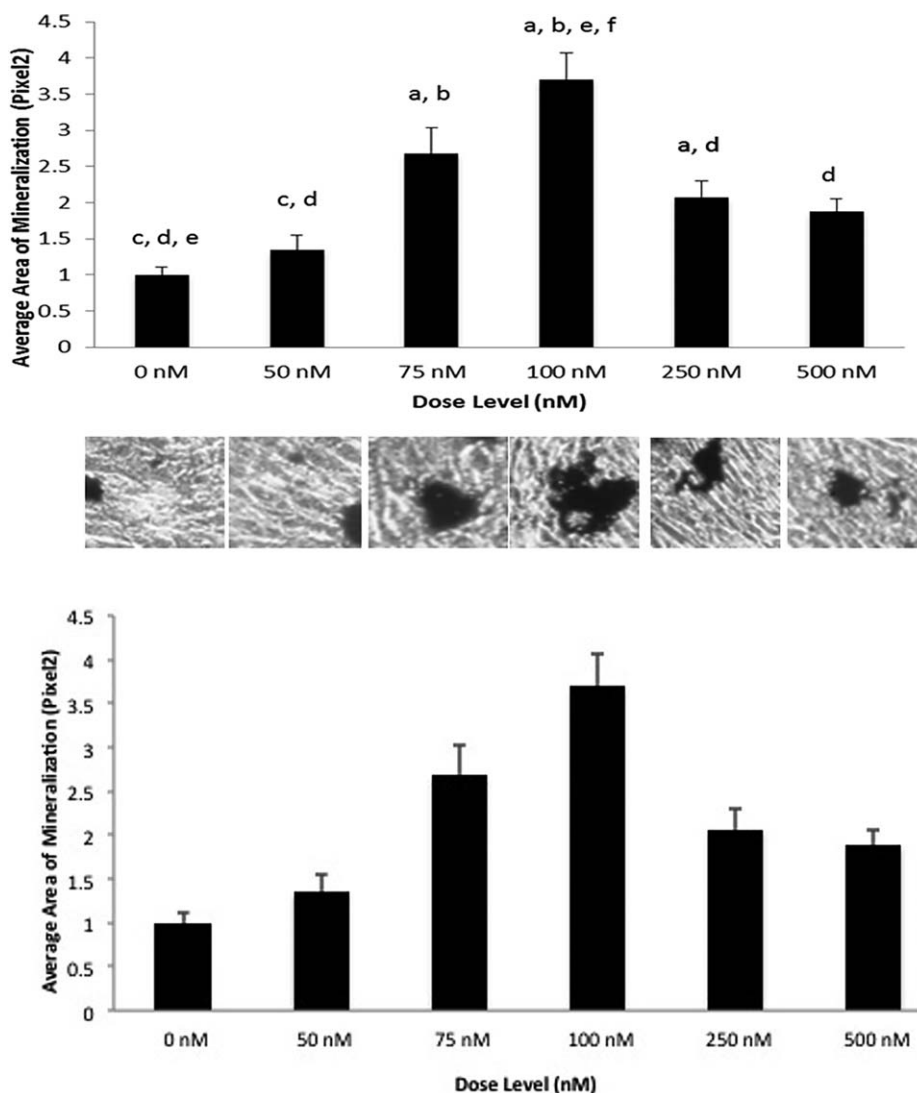 Average Area of Mineralization (Pixel2)
4.5
4
3.5
3
2.5
2
1.5
1
0.5
0
c, d, e
c, d
a, b
a, b, e, f
a, d
d
0 nM 50 nM 75 nM 100 nM 250 nM 500 nM
Dose Level (nM)
Average Area of Mineralization (Pixel2)
4.5
4
3.5
3
2.5
2
1.5
1
0.5
0
0 nM 50 nM 75 nM 100 nM 250 nM 500 nM
Dose Level (nM)